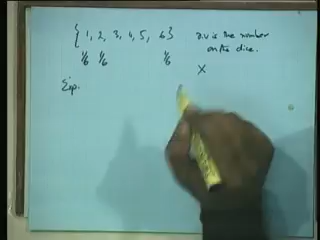 { 1, 2, 3, 4, 5, 6 } r.v is the number
on the dice.
1/6 1/6 1/6
X
Exp.